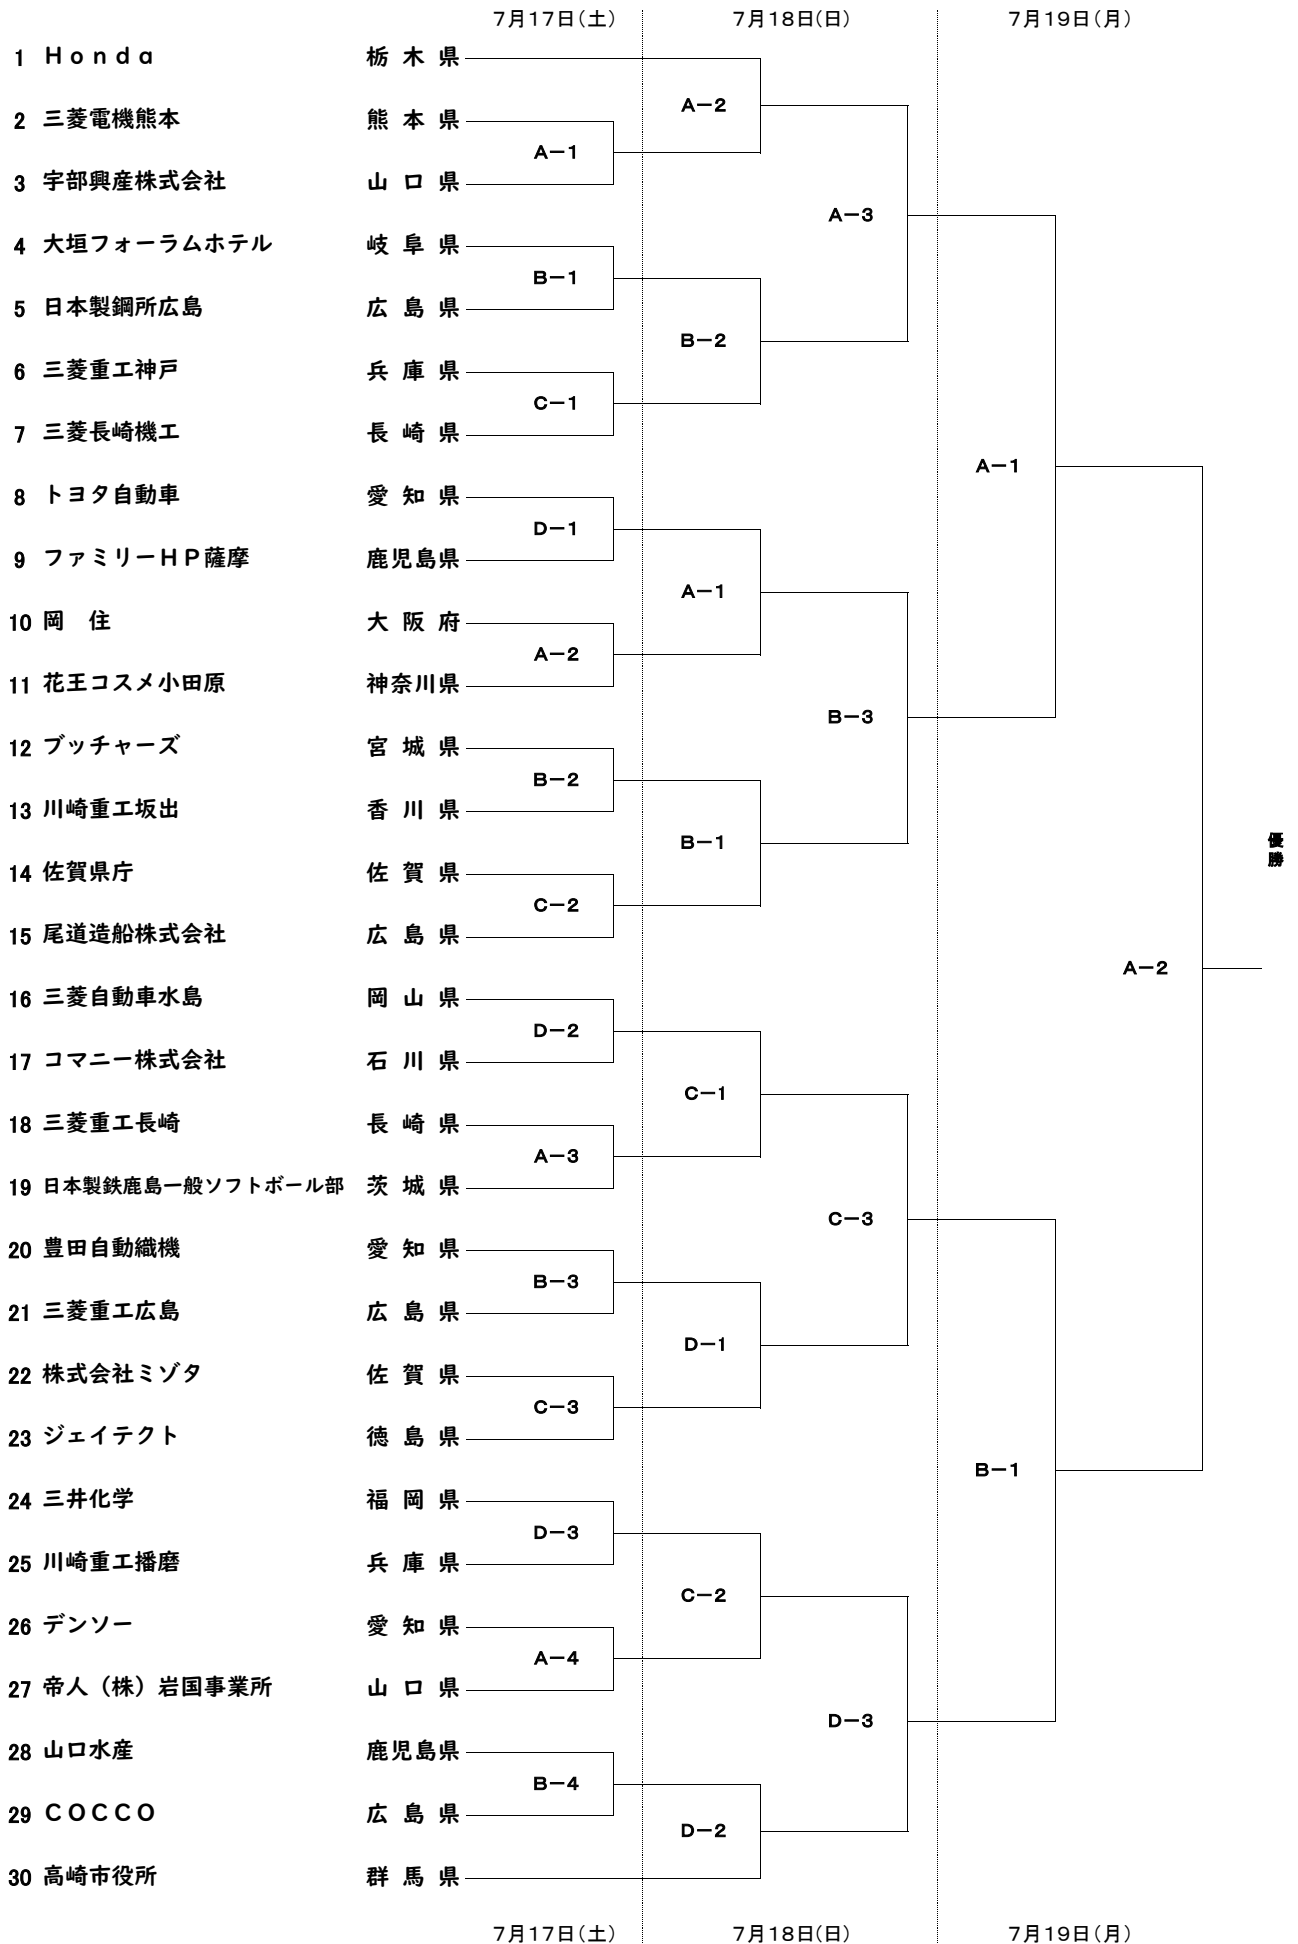 7月17日(土) 7月18日(日) 7月19日(月)
1 Ｈｏｎｄａ 栃木県
A－2
2 三菱電機熊本 熊本県
A－1
3 宇部興産株式会社 山口県
A－3
4 大垣フォーラムホテル 岐阜県
B－1
5 日本製鋼所広島 広島県
B－2
6 三菱重工神戸 兵庫県
C－1
7 三菱長崎機工 長崎県
A－1
8 トヨタ自動車 愛知県
D－1
9 ファミリーＨＰ薩摩 鹿児島県
A－1
10 岡　住 大阪府
A－2
11 花王コスメ小田原 神奈川県
B－3
12 ブッチャーズ 宮城県
B－2
13 川崎重工坂出 香川県
B－1
優勝
14 佐賀県庁 佐賀県
C－2
15 尾道造船株式会社 広島県
A－2
16 三菱自動車水島 岡山県
D－2
17 コマニー株式会社 石川県
C－1
18 三菱重工長崎 長崎県
A－3
19 日本製鉄鹿島一般ソフトボール部 茨城県
C－3
20 豊田自動織機 愛知県
B－3
21 三菱重工広島 広島県
D－1
22 株式会社ミゾタ 佐賀県
C－3
23 ジェイテクト 徳島県
B－1
24 三井化学 福岡県
D－3
25 川崎重工播磨 兵庫県
C－2
26 デンソー 愛知県
A－4
27 帝人（株）岩国事業所 山口県
D－3
28 山口水産 鹿児島県
B－4
29 ＣＯＣＣＯ 広島県
D－2
30 高崎市役所 群馬県
7月17日(土) 7月18日(日) 7月19日(月)